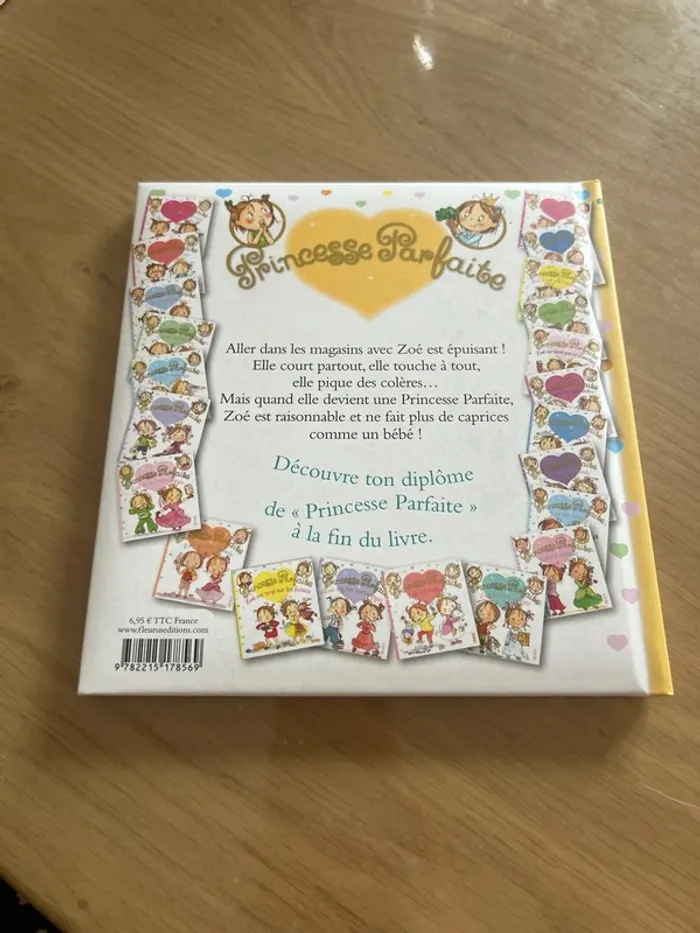 Princesse Parfaite
Aller dans les magasins avec Zoé est épuisant !
Elle court partout, elle touche à tout,
elle pique des colères…
Mais quand elle devient une Princesse Parfaite,
Zoé est raisonnable et ne fait plus de caprices
comme un bébé !
Découvre ton diplôme
de « Princesse Parfaite »
à la fin du livre.
6,95 € TTC France
www.fleuruseditions.com
9 782215 178569